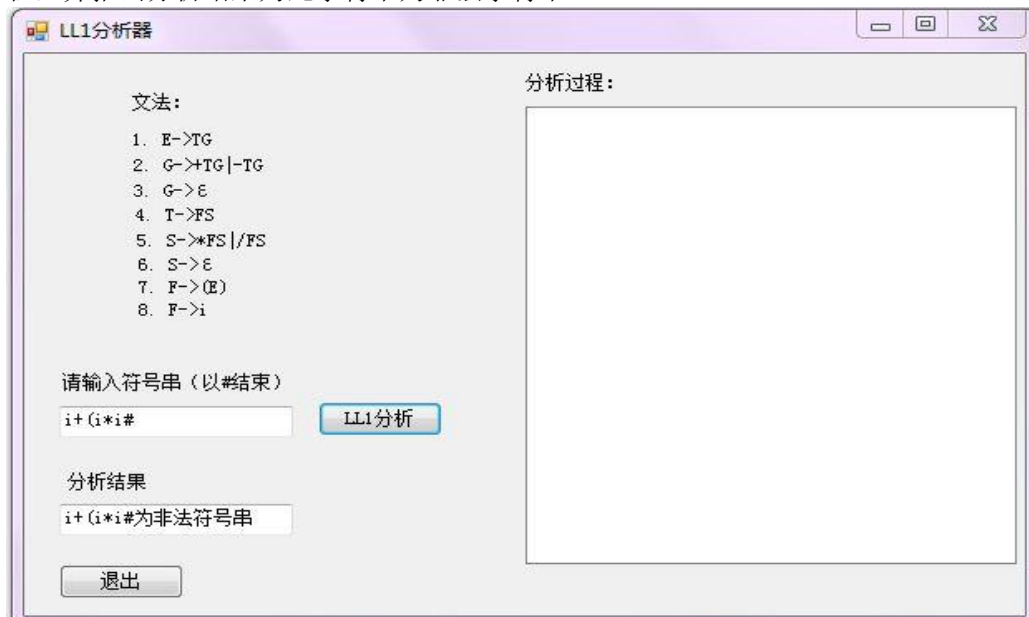 LL1分析器
分析过程：
文法：
1. E->TG
2. G->+TG|-TG
3. G->ε
4. T->FS
5. S->*FS|/FS
6. S->ε
7. F->(E)
8. F->i
请输入符号串（以#结束）
i+(i*i#
LL1分析
分析结果
i+(i*i#为非法符号串
退出